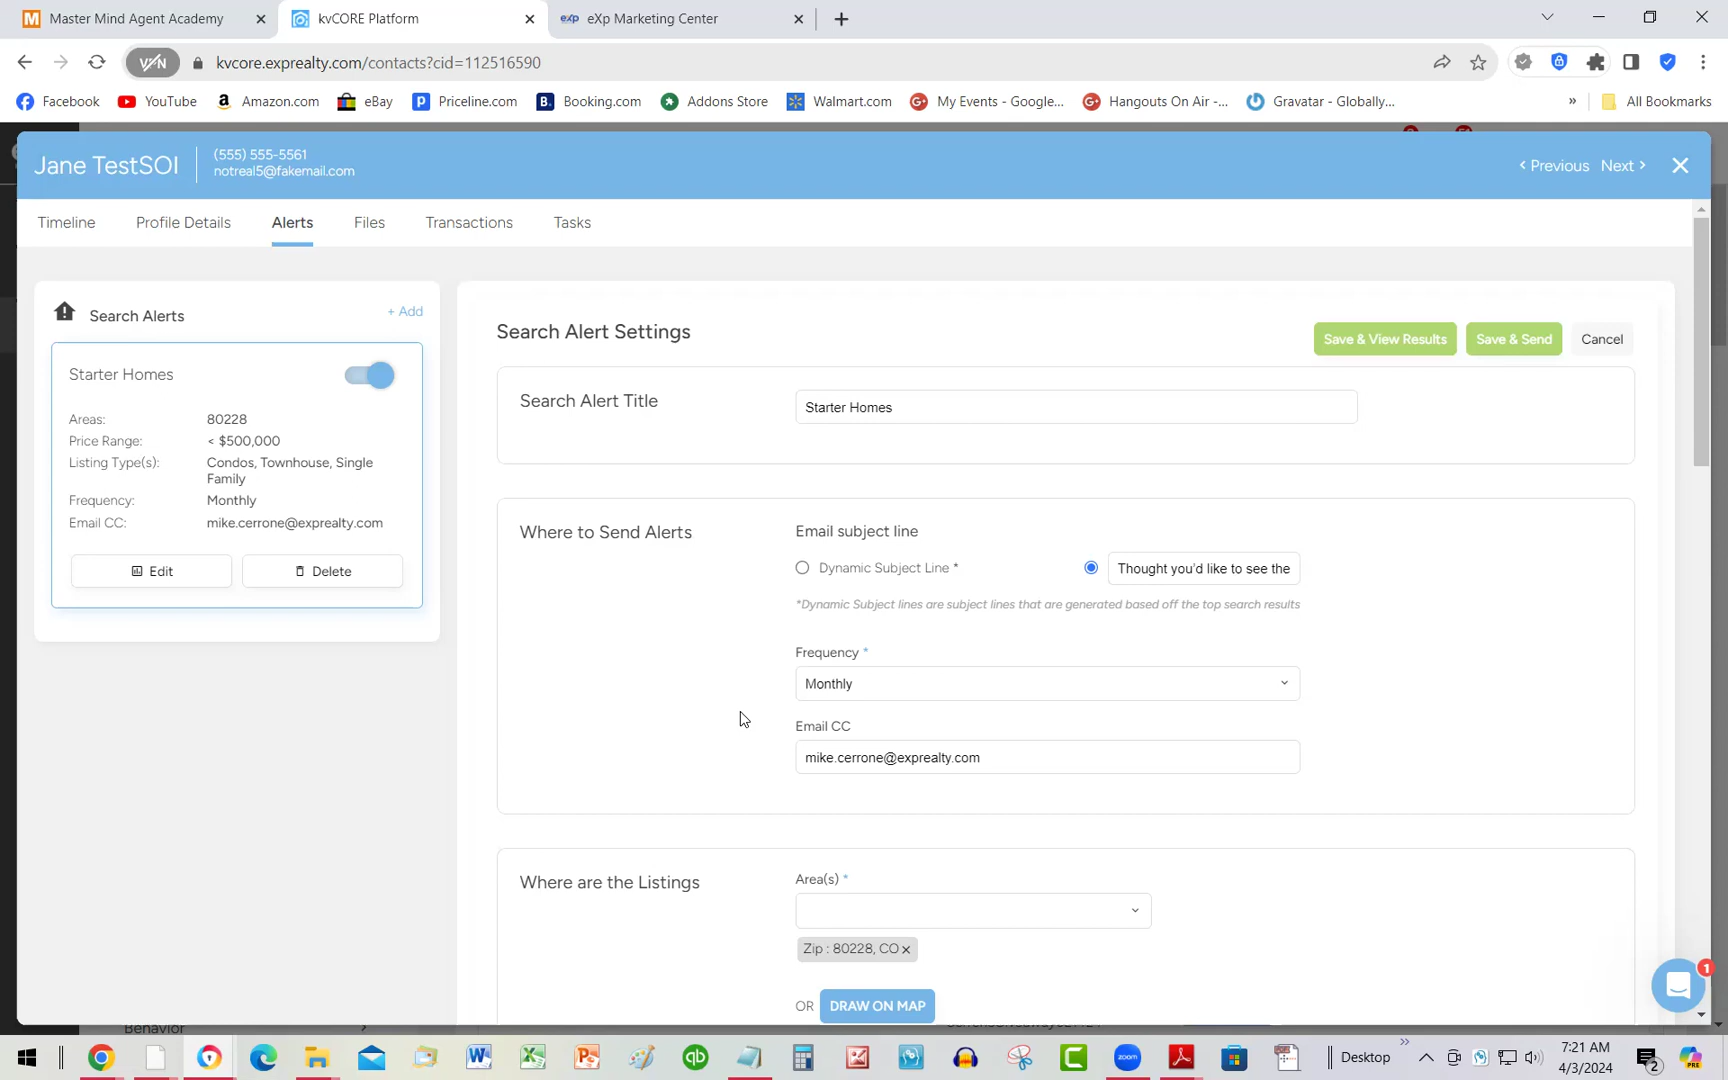 Master Mind Agent Academy
kvCORE Platform
eXp eXp Marketing Center
VPN
kvcore.exprealty.com/contacts?cid=112516590
Facebook YouTube Amazon.com eBay Priceline.com Booking.com Addons Store Walmart.com My Events - Google... Hangouts On Air -... Gravatar - Globally... » All Bookmarks
Jane TestSOI
(555) 555-5561
notreal5@fakemail.com
Previous Next
Timeline Profile Details Alerts Files Transactions Tasks
Search Alerts
+ Add
Starter Homes
Areas: 80228
Price Range: < $500,000
Listing Type(s): Condos, Townhouse, Single
Family
Frequency: Monthly
Email CC: mike.cerrone@exprealty.com
Edit Delete
Search Alert Settings
Save & View Results Save & Send Cancel
Search Alert Title
Starter Homes
Where to Send Alerts
Email subject line
Dynamic Subject Line *
Thought you'd like to see the
*Dynamic Subject lines are subject lines that are generated based off the top search results
Frequency *
Monthly
Email CC
mike.cerrone@exprealty.com
Where are the Listings
Area(s) *
Zip : 80228, CO
OR DRAW ON MAP
1
Behavior
zoom
Desktop
7:21 AM
4/3/2024
2